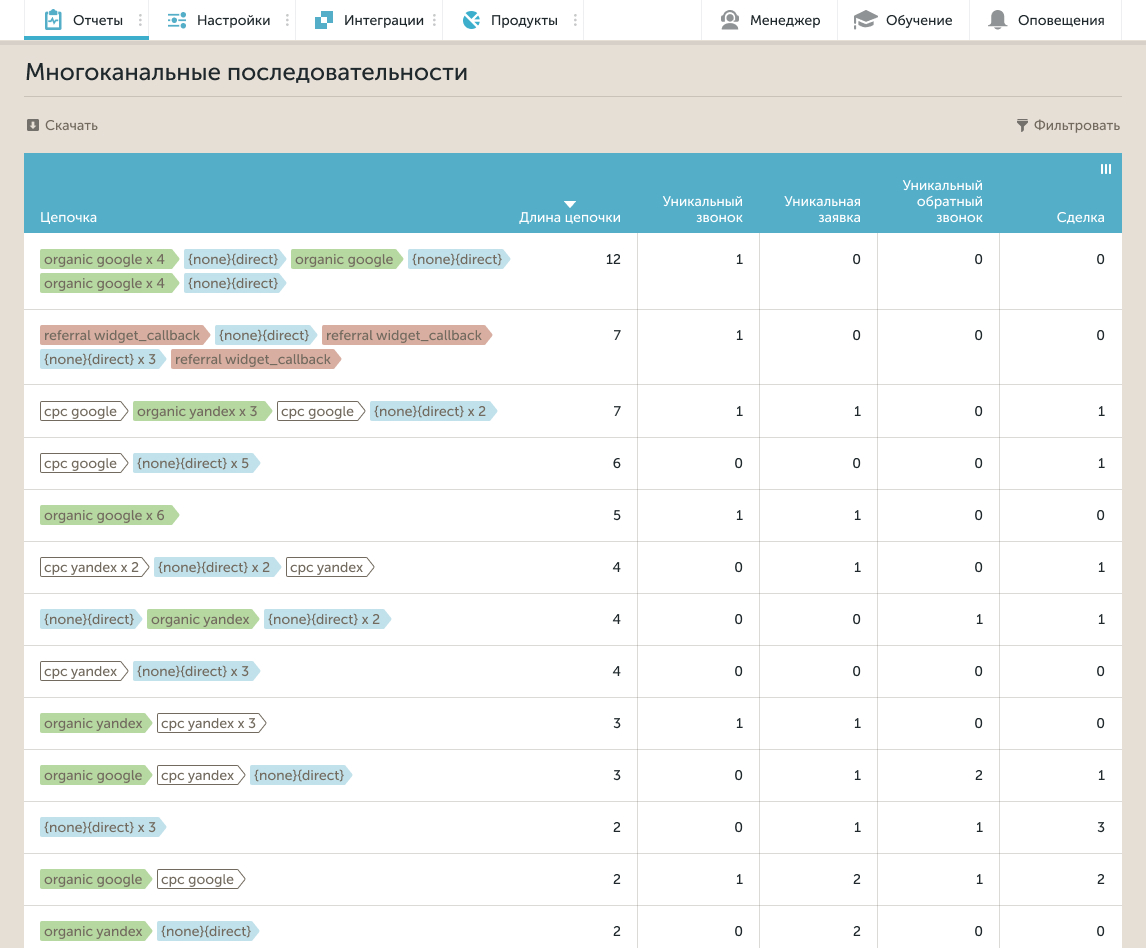 Отчеты Настройки Интеграции Продукты Менеджер Обучение Оповещения
Многоканальные последовательности
Скачать Фильтровать
Цепочка Длина цепочки Уникальный звонок Уникальная заявка Уникальный обратный звонок Сделка
organic google x 4 {none}{direct} organic google {none}{direct} 12 1 0 0 0
organic google x 4 {none}{direct}
referral widget_callback {none}{direct} referral widget_callback 7 1 0 0 0
{none}{direct} x 3 referral widget_callback
cpc google organic yandex x 3 cpc google {none}{direct} x 2 7 1 1 0 1
cpc google {none}{direct} x 5 6 0 0 0 1
organic google x 6 5 1 1 0 0
cpc yandex x 2 {none}{direct} x 2 cpc yandex 4 0 1 0 1
{none}{direct} organic yandex {none}{direct} x 2 4 0 0 1 1
cpc yandex {none}{direct} x 3 4 0 0 0 0
organic yandex cpc yandex x 3 3 1 1 0 0
organic google cpc yandex {none}{direct} 3 0 1 2 1
{none}{direct} x 3 2 0 1 1 3
organic google cpc google 2 1 2 1 2
organic yandex {none}{direct} 2 0 2 0 0